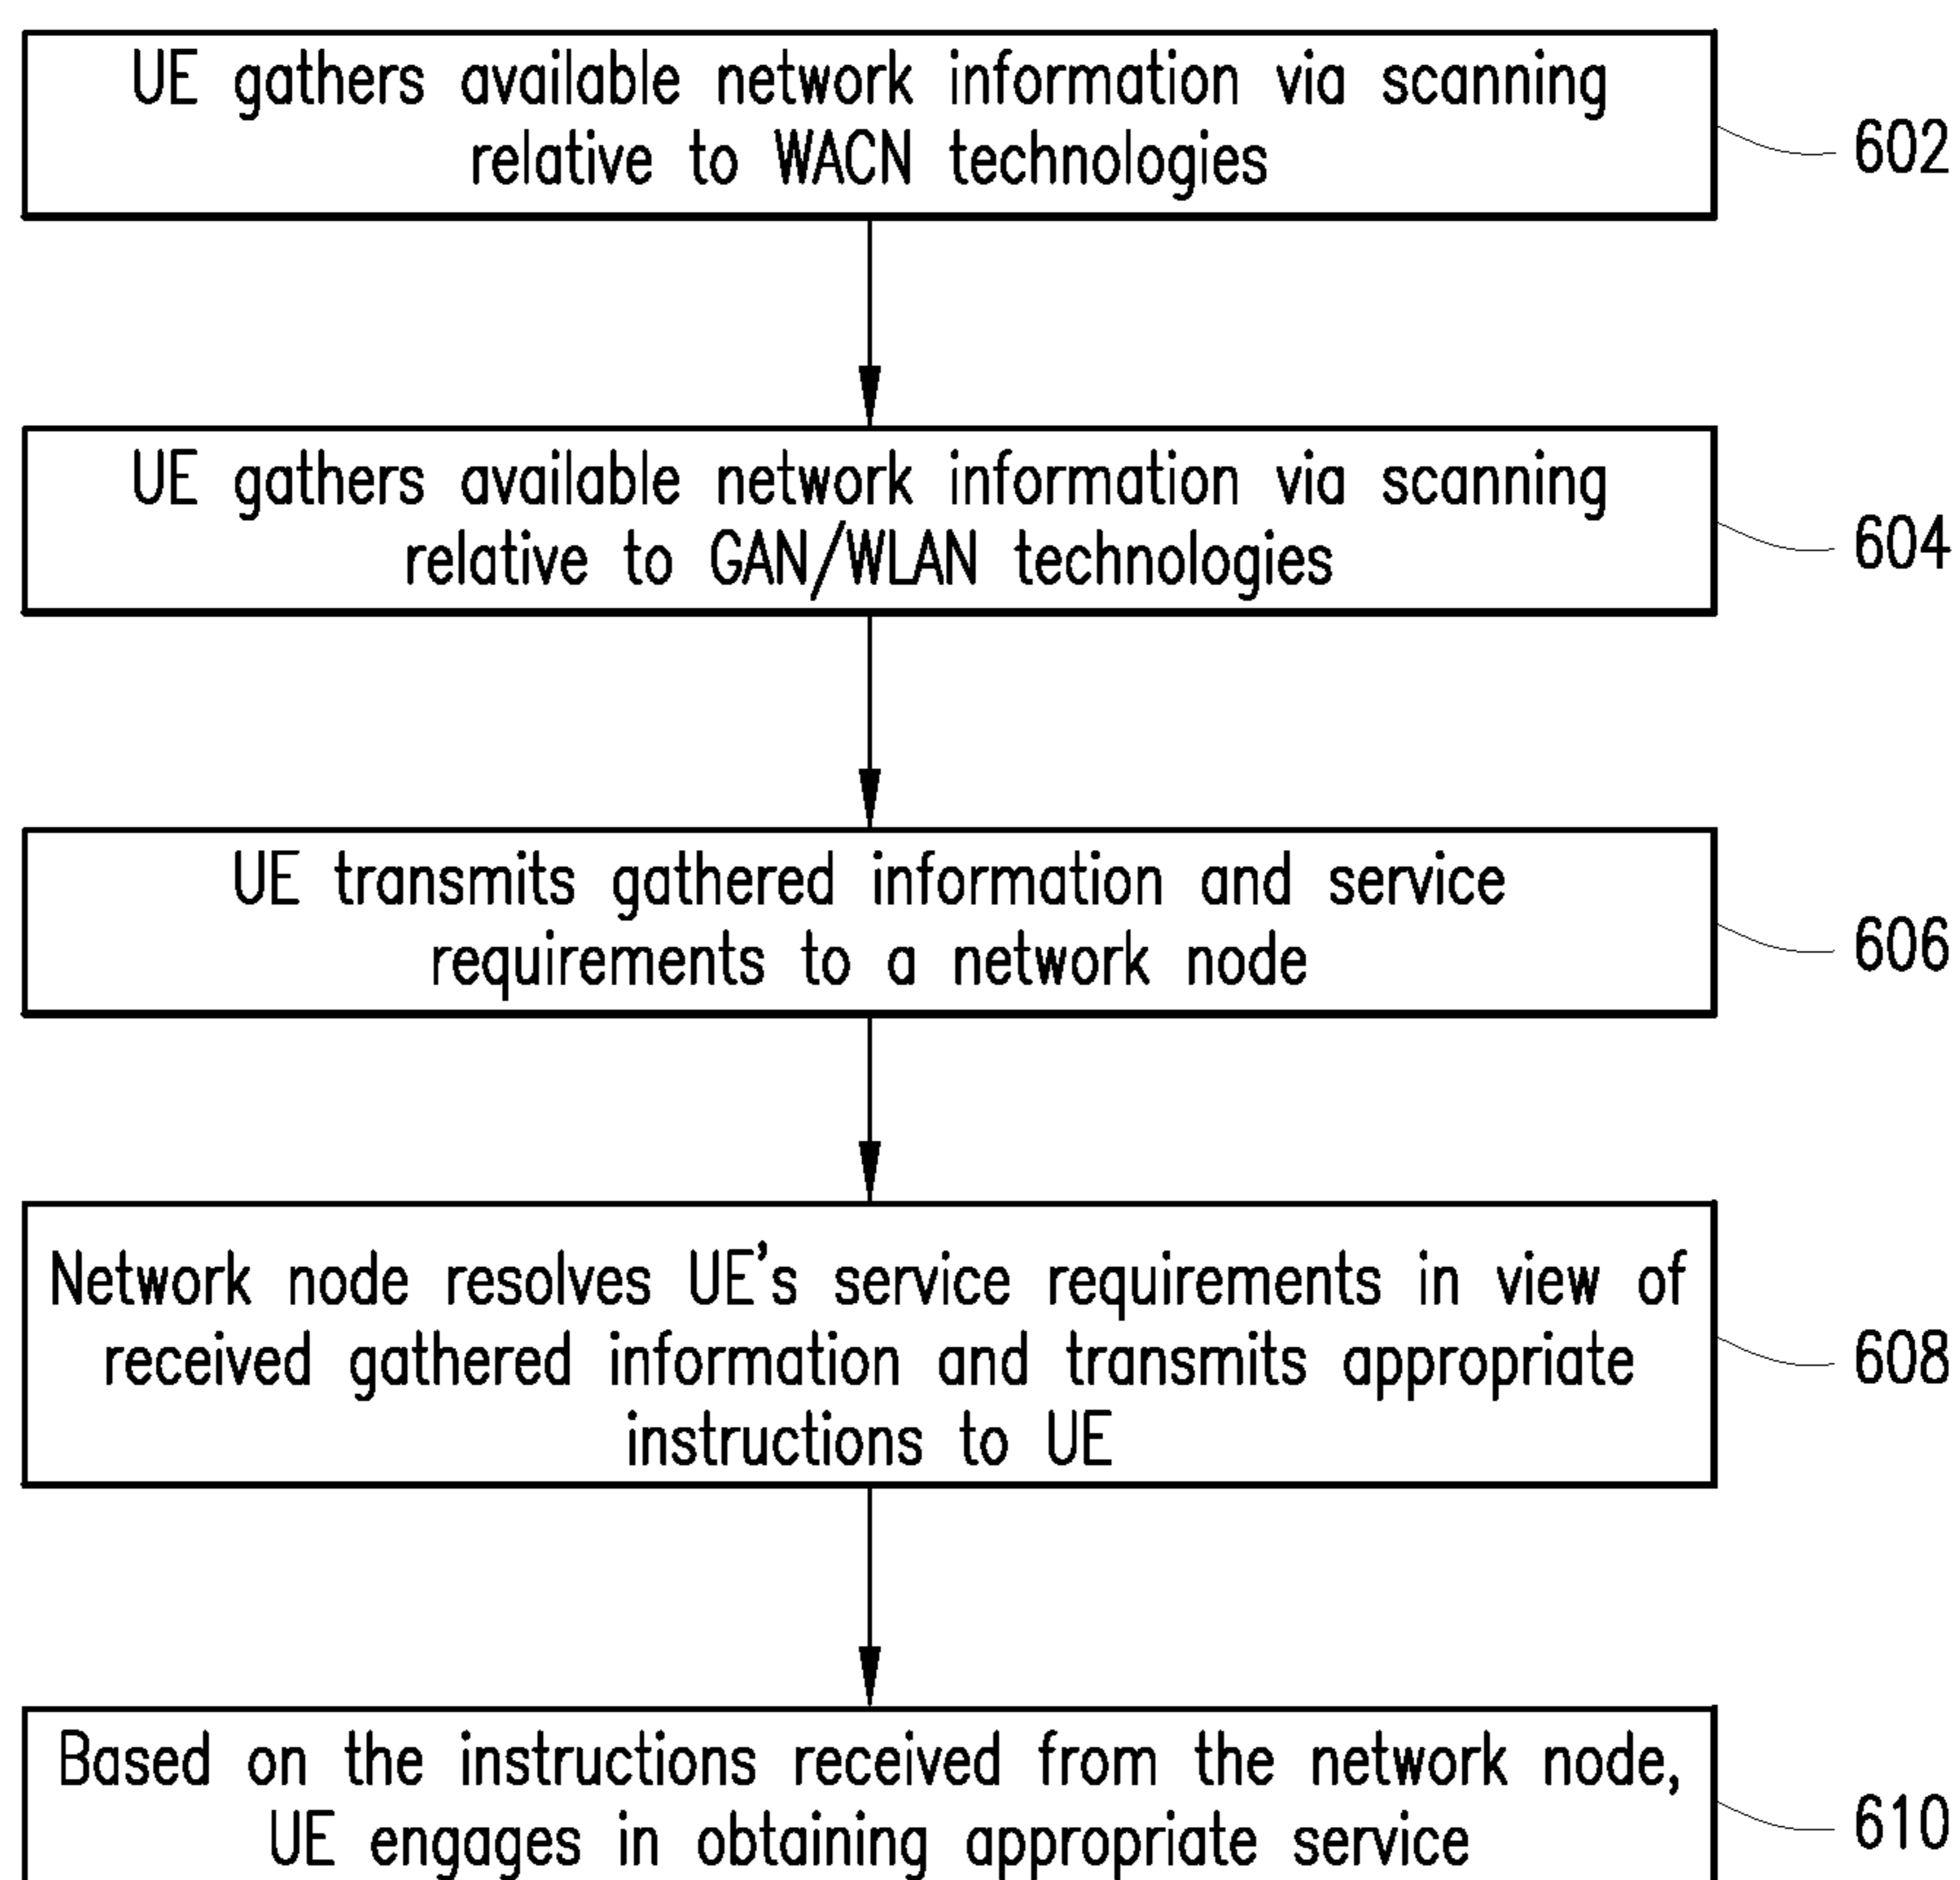 UE gathers available network information via scanning
relative to WACN technologies
602
UE gathers available network information via scanning
relative to GAN/WLAN technologies
604
UE transmits gathered information and service
requirements to a network node
606
Network node resolves UE's service requirements in view of
received gathered information and transmits appropriate
instructions to UE
608
Based on the instructions received from the network node,
UE engages in obtaining appropriate service
610